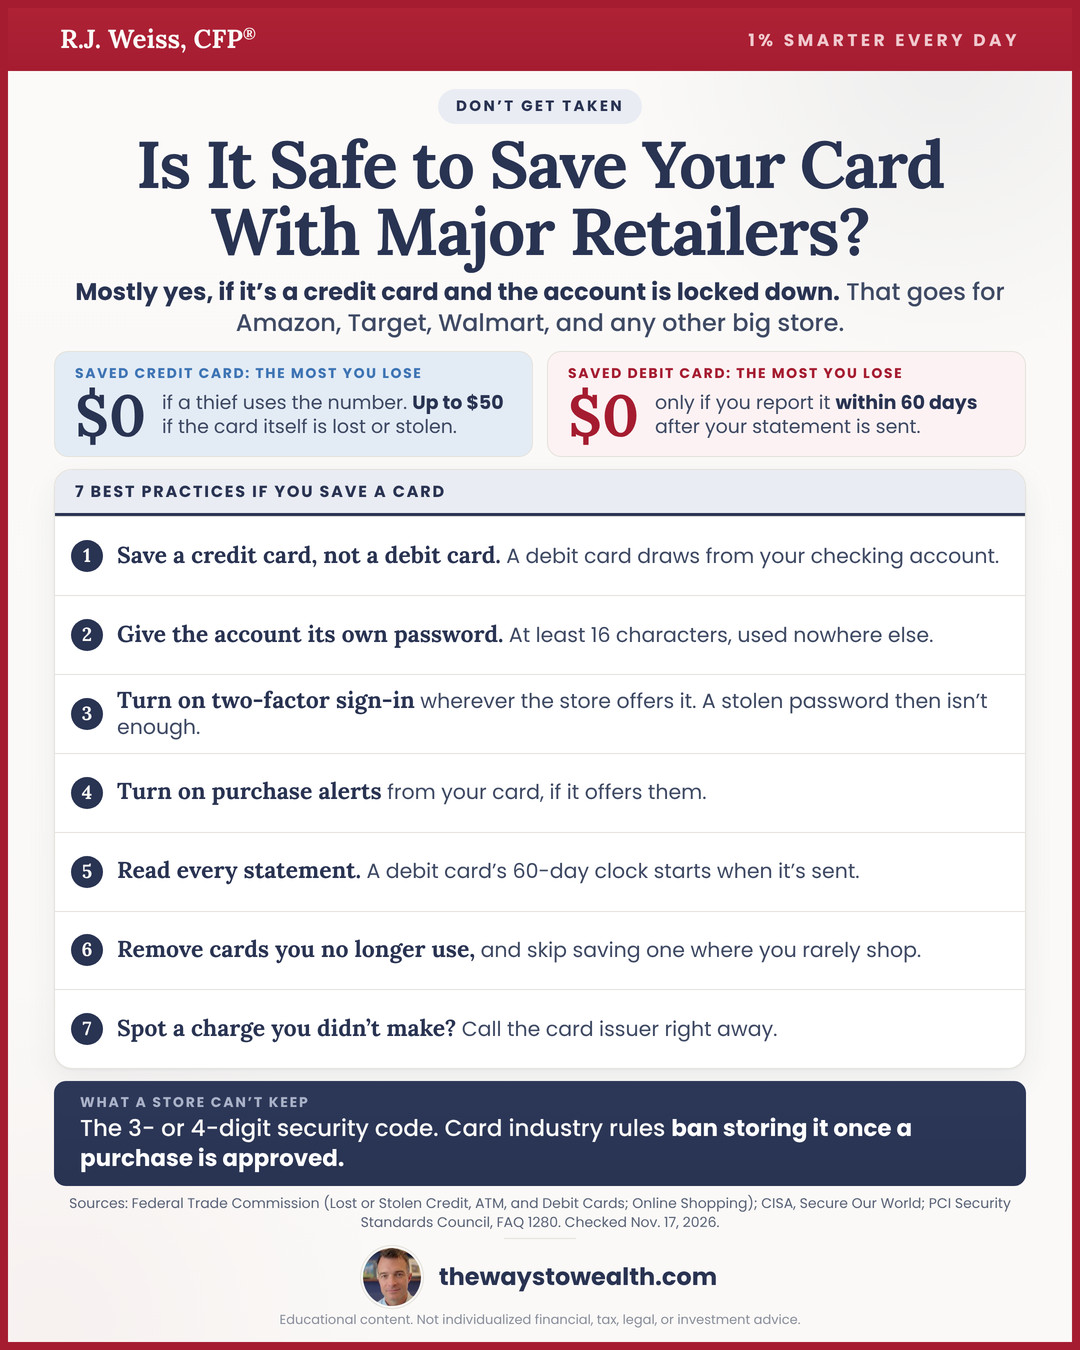 R.J. Weiss, CFP®
1% SMARTER EVERY DAY
DON’T GET TAKEN
Is It Safe to Save Your Card
With Major Retailers?
Mostly yes, if it’s a credit card and the account is locked down. That goes for
Amazon, Target, Walmart, and any other big store.
SAVED CREDIT CARD: THE MOST YOU LOSE
$0
if a thief uses the number. Up to $50
if the card itself is lost or stolen.
SAVED DEBIT CARD: THE MOST YOU LOSE
$0
only if you report it within 60 days
after your statement is sent.
7 BEST PRACTICES IF YOU SAVE A CARD
1 Save a credit card, not a debit card. A debit card draws from your checking account.
2 Give the account its own password. At least 16 characters, used nowhere else.
3 Turn on two-factor sign-in wherever the store offers it. A stolen password then isn’t
enough.
4 Turn on purchase alerts from your card, if it offers them.
5 Read every statement. A debit card’s 60-day clock starts when it’s sent.
6 Remove cards you no longer use, and skip saving one where you rarely shop.
7 Spot a charge you didn’t make? Call the card issuer right away.
WHAT A STORE CAN’T KEEP
The 3- or 4-digit security code. Card industry rules ban storing it once a
purchase is approved.
Sources: Federal Trade Commission (Lost or Stolen Credit, ATM, and Debit Cards; Online Shopping); CISA, Secure Our World; PCI Security
Standards Council, FAQ 1280. Checked Nov. 17, 2026.
thewaystowealth.com
Educational content. Not individualized financial, tax, legal, or investment advice.